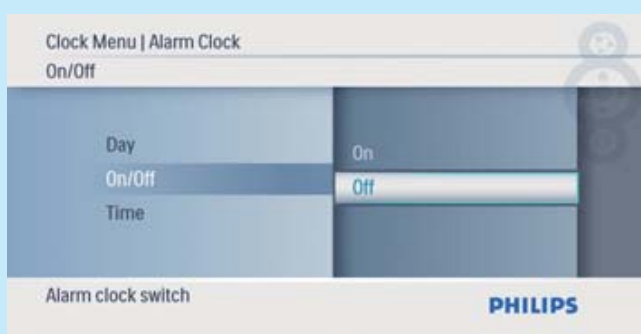 Clock Menu | Alarm Clock
On/Off
Day
On/Off
Time
On
Off
Alarm clock switch
PHILIPS